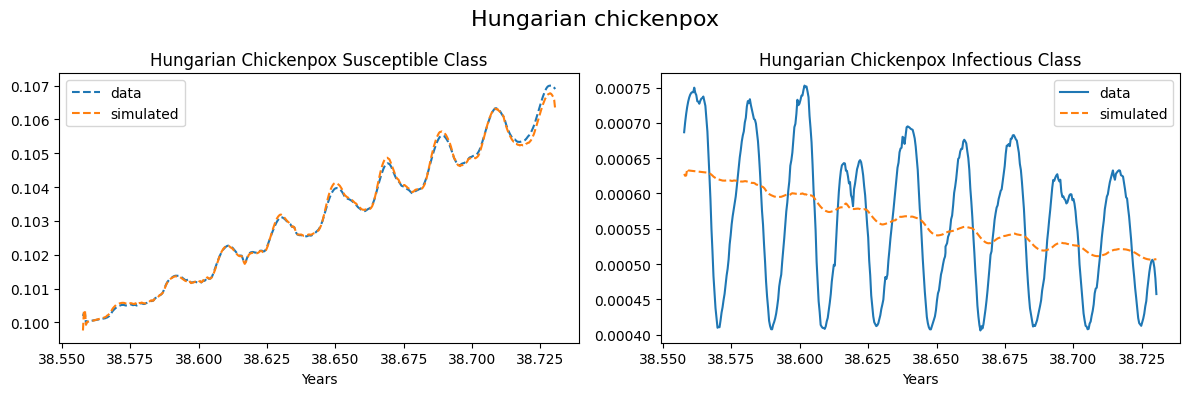 Hungarian chickenpox
Hungarian Chickenpox Susceptible Class
data
simulated
0.107
0.106
0.105
0.104
0.103
0.102
0.101
0.100
38.550 38.575 38.600 38.625 38.650 38.675 38.700 38.725
Years
Hungarian Chickenpox Infectious Class
data
simulated
0.00075
0.00070
0.00065
0.00060
0.00055
0.00050
0.00045
0.00040
38.550 38.575 38.600 38.625 38.650 38.675 38.700 38.725
Years